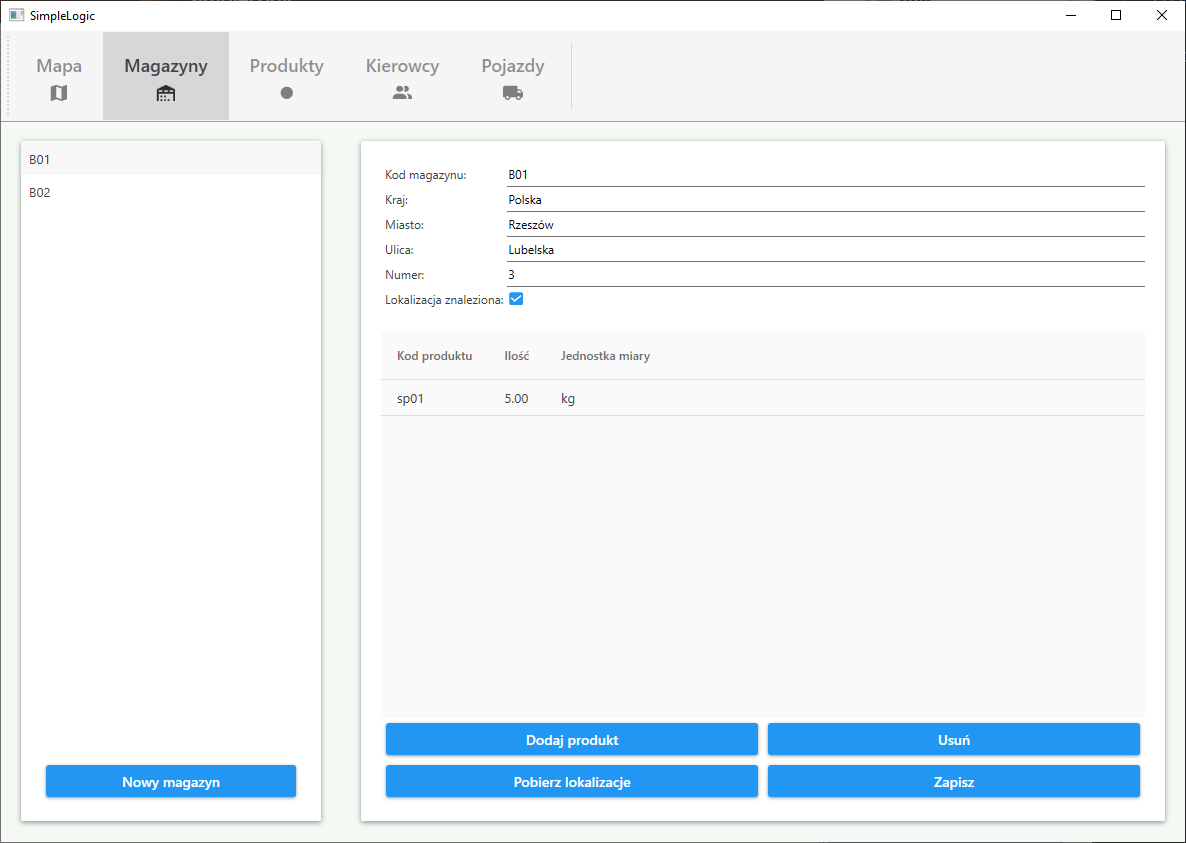 SimpleLogic
Mapa Magazyny Produkty Kierowcy Pojazdy
B01
B02
Nowy magazyn
Kod magazynu: B01
Kraj: Polska
Miasto: Rzeszów
Ulica: Lubelska
Numer: 3
Lokalizacja znaleziona:
Kod produktu Ilość Jednostka miary
sp01 5.00 kg
Dodaj produkt Usuń
Pobierz lokalizacje Zapisz